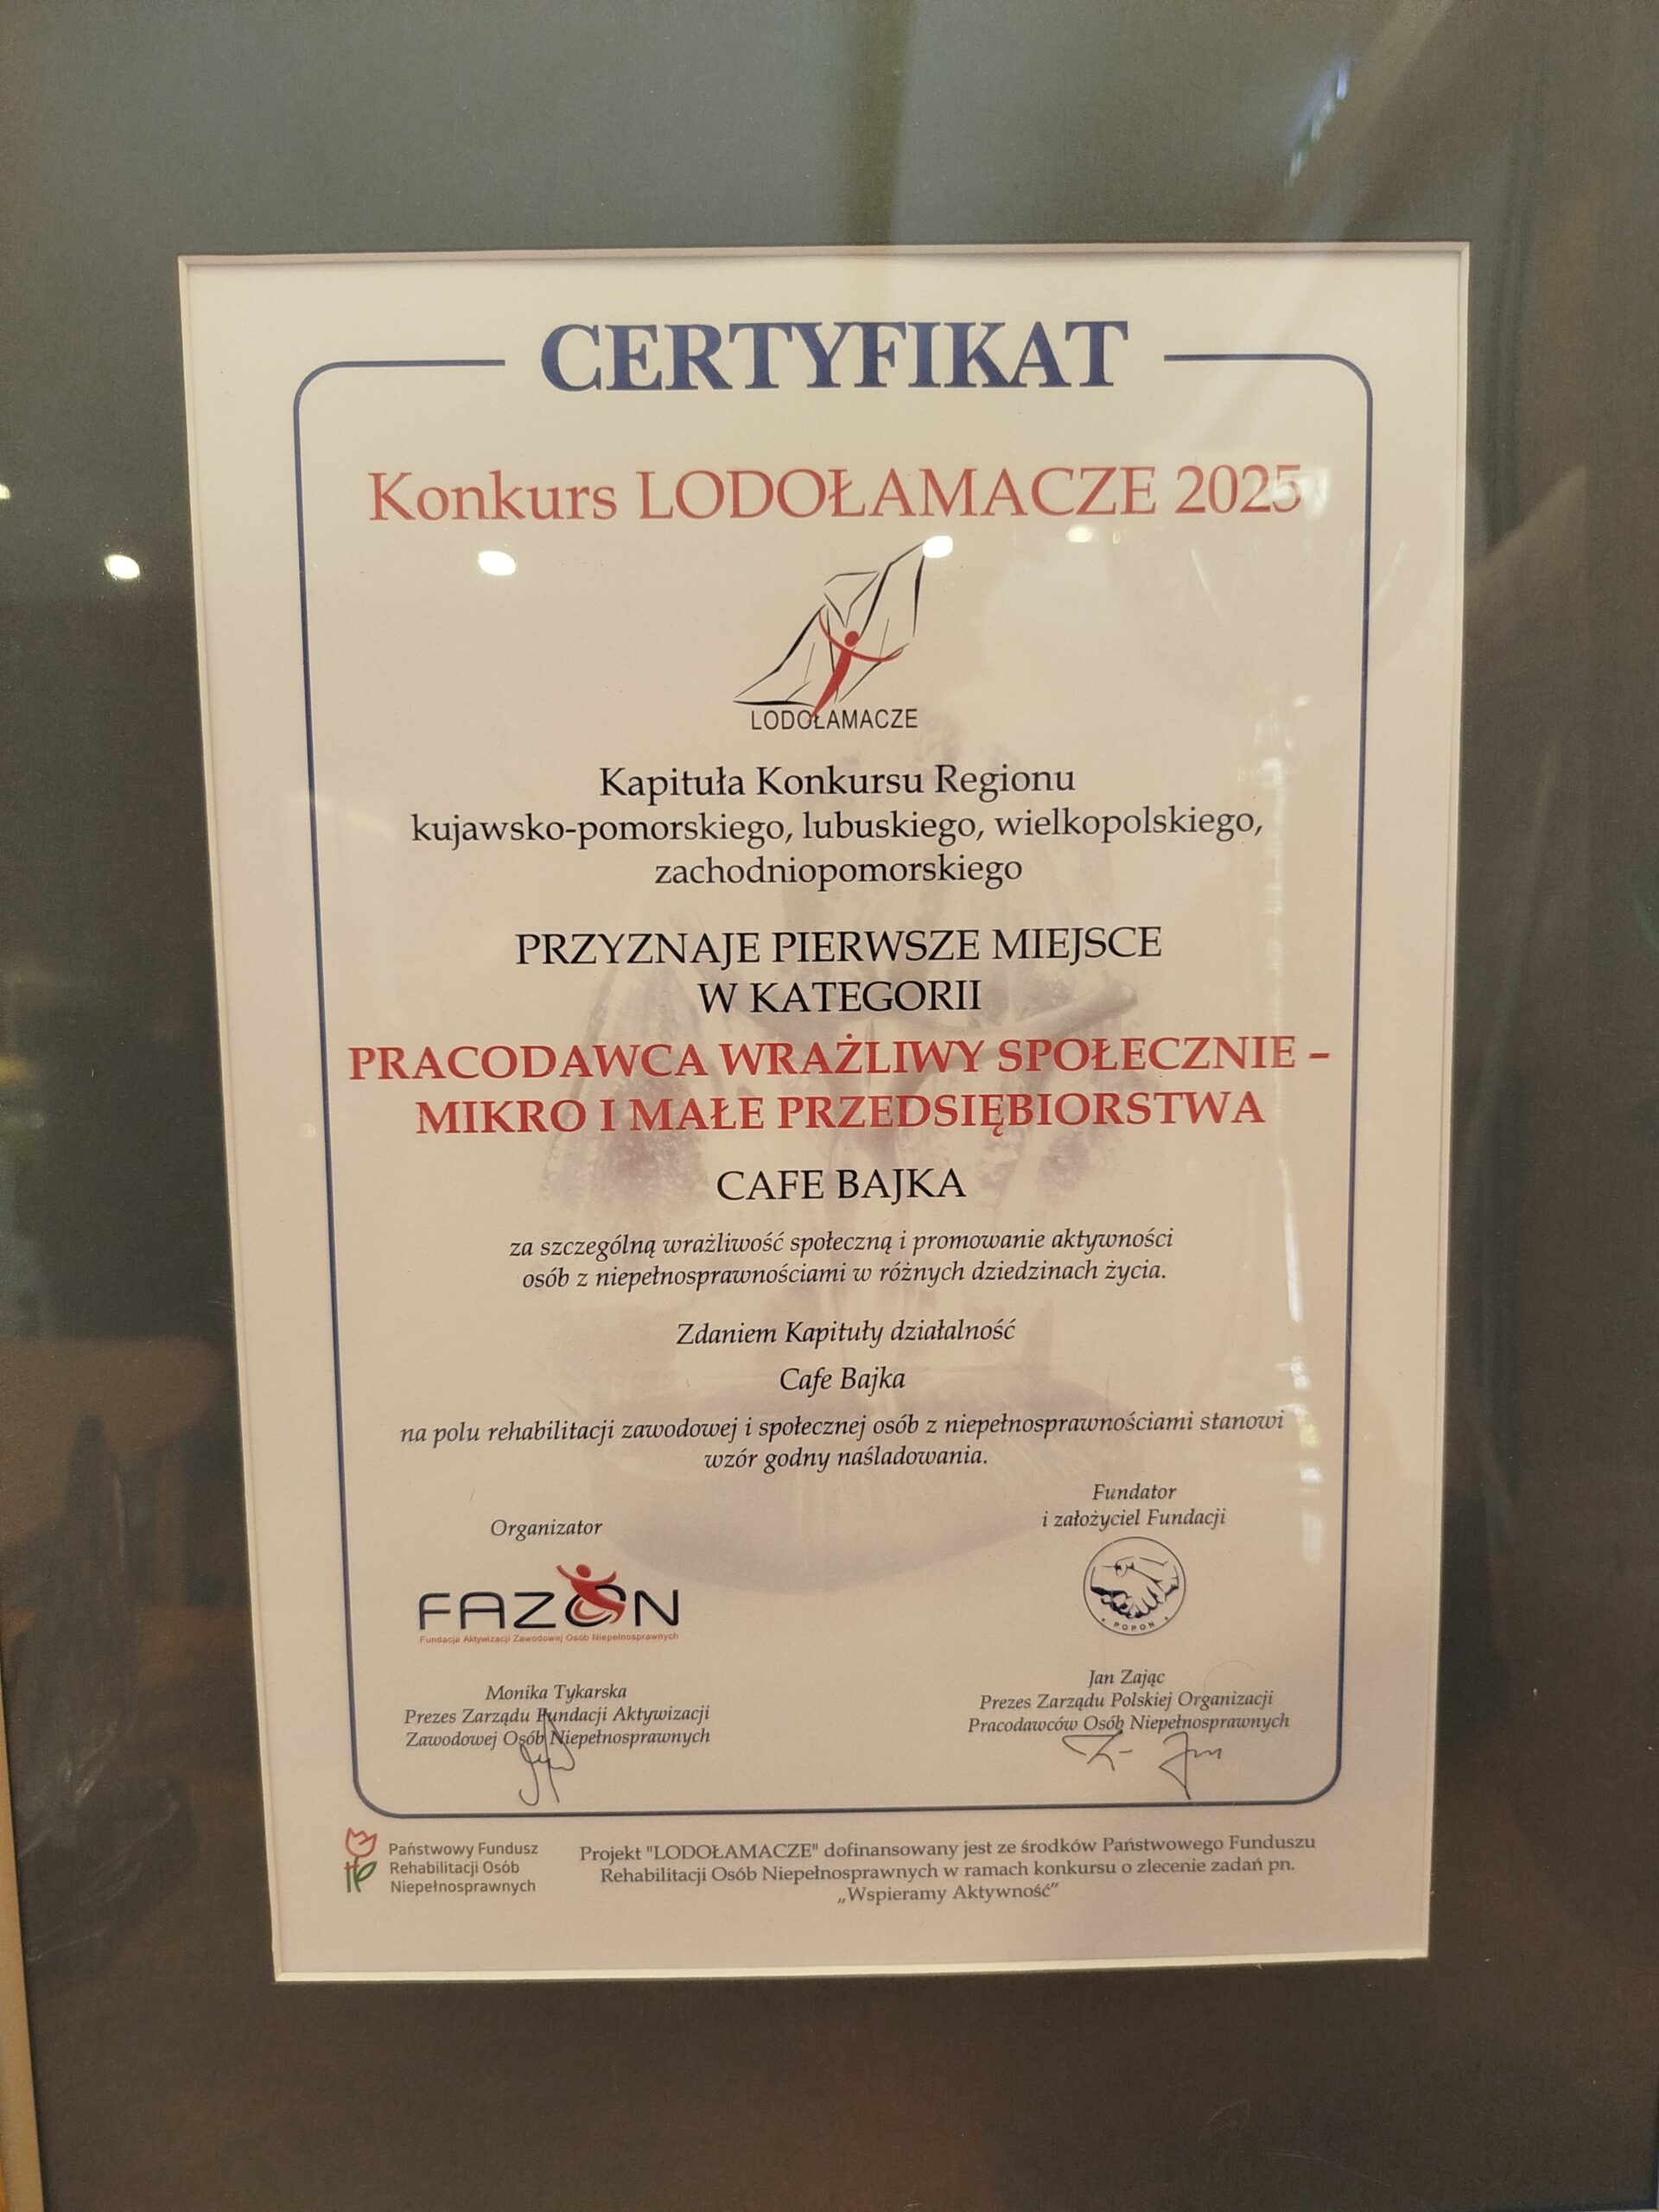 CERTYFIKAT
Konkurs LODOŁAMACZE 2025
LODOŁAMACZE
Kapituła Konkursu Regionu
kujawsko-pomorskiego, lubuskiego, wielkopolskiego,
zachodniopomorskiego
PRZYZNAJE PIERWSZE MIEJSCE
W KATEGORII
PRACODAWCA WRAŻLIWY SPOŁECZNIE –
MIKRO I MAŁE PRZEDSIĘBIORSTWA
CAFE BAJKA
za szczególną wrażliwość społeczną i promowanie aktywności
osób z niepełnosprawnościami w różnych dziedzinach życia.
Zdaniem Kapituły działalność
Cafe Bajka
na polu rehabilitacji zawodowej i społecznej osób z niepełnosprawnościami stanowi
wzór godny naśladowania.
Organizator
FAZON
Fundacja Aktywizacji Zawodowej Osób Niepełnosprawnych
Monika Tykarska
Prezes Zarządu Fundacji Aktywizacji
Zawodowej Osób Niepełnosprawnych
Fundator
i założyciel Fundacji
POPON
Jan Zając
Prezes Zarządu Polskiej Organizacji
Pracodawców Osób Niepełnosprawnych
Państwowy Fundusz
Rehabilitacji Osób
Niepełnosprawnych
Projekt "LODOŁAMACZE" dofinansowany jest ze środków Państwowego Funduszu
Rehabilitacji Osób Niepełnosprawnych w ramach konkursu o zlecenie zadań pn.
„Wspieramy Aktywność”